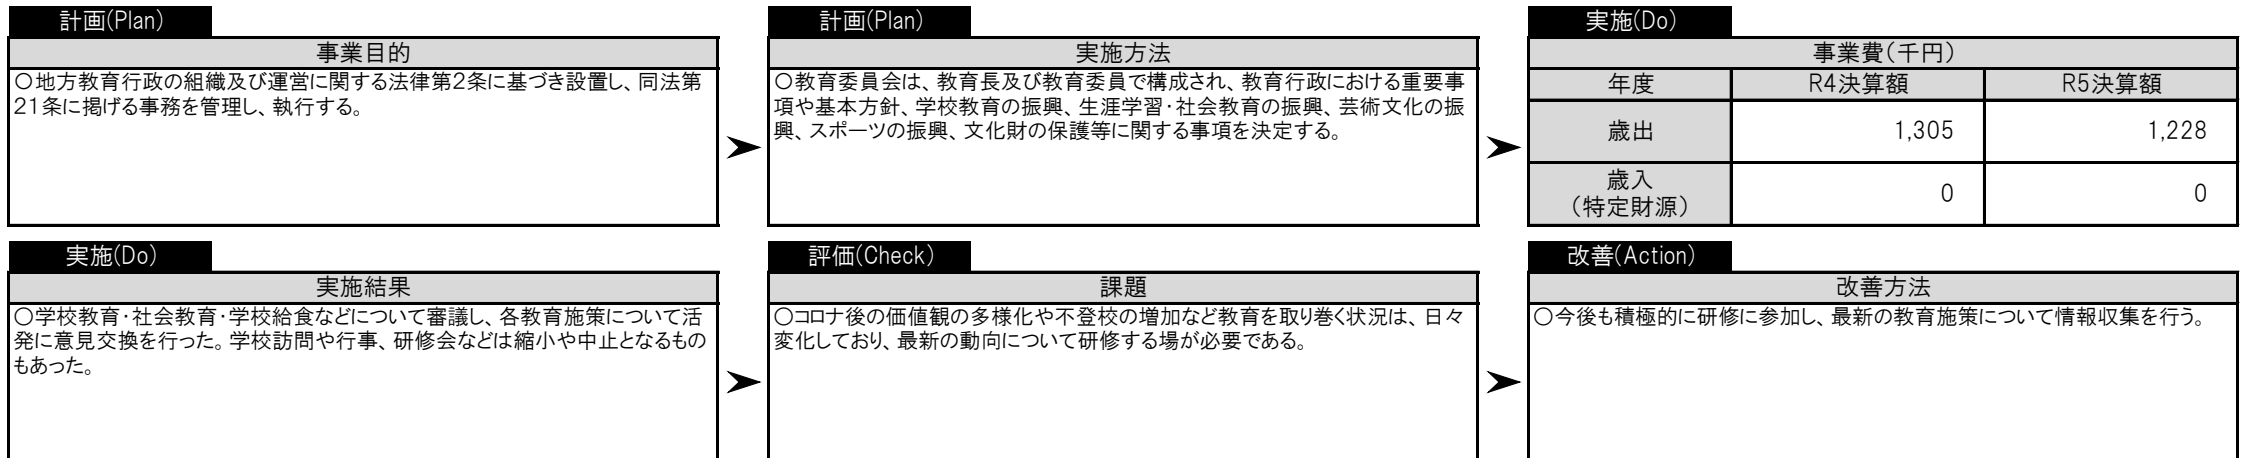 計画(Plan)
事業目的
○地方教育行政の組織及び運営に関する法律第2条に基づき設置し、同法第
21条に掲げる事務を管理し、執行する。
計画(Plan)
実施方法
○教育委員会は、教育長及び教育委員で構成され、教育行政における重要事
項や基本方針、学校教育の振興、生涯学習・社会教育の振興、芸術文化の振
興、スポーツの振興、文化財の保護等に関する事項を決定する。
実施(Do)
事業費(千円)
年度 R4決算額 R5決算額
歳出 1,305 1,228
歳入
(特定財源) 0 0
実施(Do)
実施結果
○学校教育・社会教育・学校給食などについて審議し、各教育施策について活
発に意見交換を行った。学校訪問や行事、研修会などは縮小や中止となるもの
もあった。
評価(Check)
課題
○コロナ後の価値観の多様化や不登校の増加など教育を取り巻く状況は、日々
変化しており、最新の動向について研修する場が必要である。
改善(Action)
改善方法
○今後も積極的に研修に参加し、最新の教育施策について情報収集を行う。